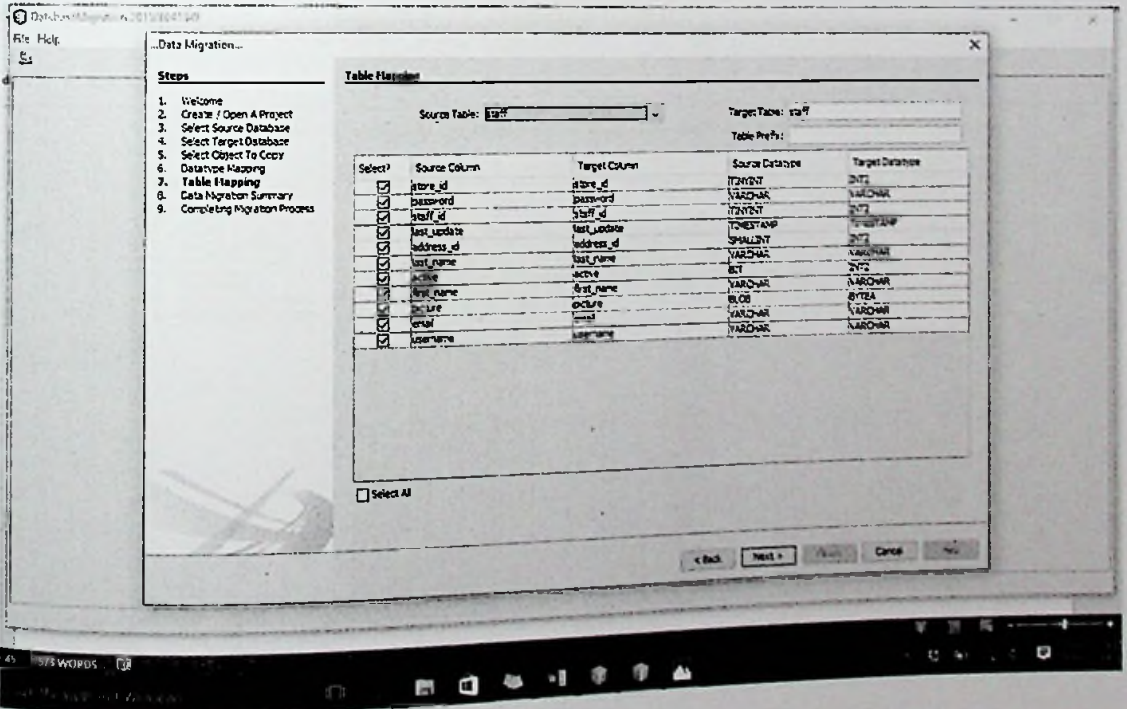 File Help
...Data Migration...
Steps
1. Welcome
2. Create / Open A Project
3. Select Source Database
4. Select Target Database
5. Select Object To Copy
6. Datatype Mapping
7. Table Mapping
8. Data Migration Summary
9. Completing Migration Process
Table Mapping
Source Table: staff
Target Table: staff
Table Prefix:
Select? Source Column Target Column Source Datatype Target Datatype
store_id store_id TINYINT INT2
password password VARCHAR VARCHAR
staff_id staff_id TINYINT INT2
last_update last_update TIMESTAMP TIMESTAMP
address_id address_id SMALLINT INT2
last_name last_name VARCHAR VARCHAR
active active BIT
first_name first_name VARCHAR VARCHAR
picture picture BLOB BYTEA
email email VARCHAR VARCHAR
username username VARCHAR VARCHAR
Select All
< Back Next > Cancel
573 WORDS